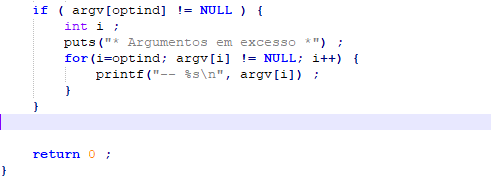 if ( argv[optind] != NULL ) {
int i ;
puts("* Argumentos em excesso *") ;
for(i=optind; argv[i] != NULL; i++) {
printf("-- %s\n", argv[i]) ;
}
}
return 0 ;
}